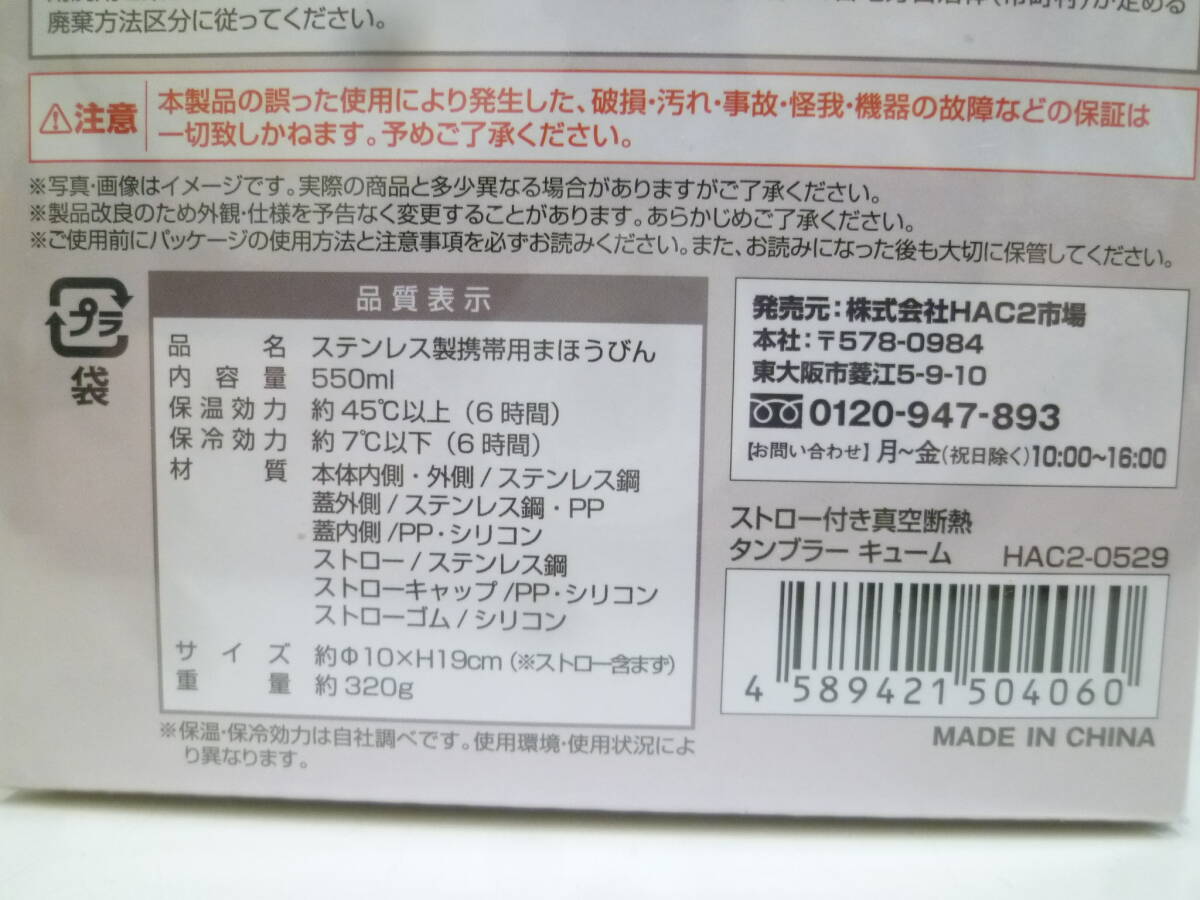 廃棄方法区分に従ってください。
⚠注意
本製品の誤った使用により発生した、破損・汚れ・事故・怪我・機器の故障などの保証は
一切致しかねます。予めご了承ください。
※写真・画像はイメージです。実際の商品と多少異なる場合がありますがご了承ください。
※製品改良のため外観・仕様を予告なく変更することがあります。あらかじめご了承ください。
※ご使用前にパッケージの使用方法と注意事項を必ずお読みください。また、お読みになった後も大切に保管してください。
プラ
袋
品質表示
品名 ステンレス製携帯用まほうびん
内容量 550ml
保温効力 約45℃以上（6時間）
保冷効力 約7℃以下（6時間）
材質 本体内側・外側/ステンレス鋼
蓋外側/ステンレス鋼・PP
蓋内側/PP・シリコン
ストロー/ステンレス鋼
ストローキャップ/PP・シリコン
ストローゴム/シリコン
サイズ 約Φ10×H19cm（※ストロー含まず）
重量 約320g
※保温・保冷効力は自社調べです。使用環境・使用状況によ
り異なります。
発売元：株式会社HAC2市場
本社：〒578-0984
東大阪市菱江5-9-10
0120-947-893
【お問い合わせ】月～金（祝日除く）10:00～16:00
ストロー付き真空断熱
タンブラー キューム HAC2-0529
4 589421 504060
MADE IN CHINA